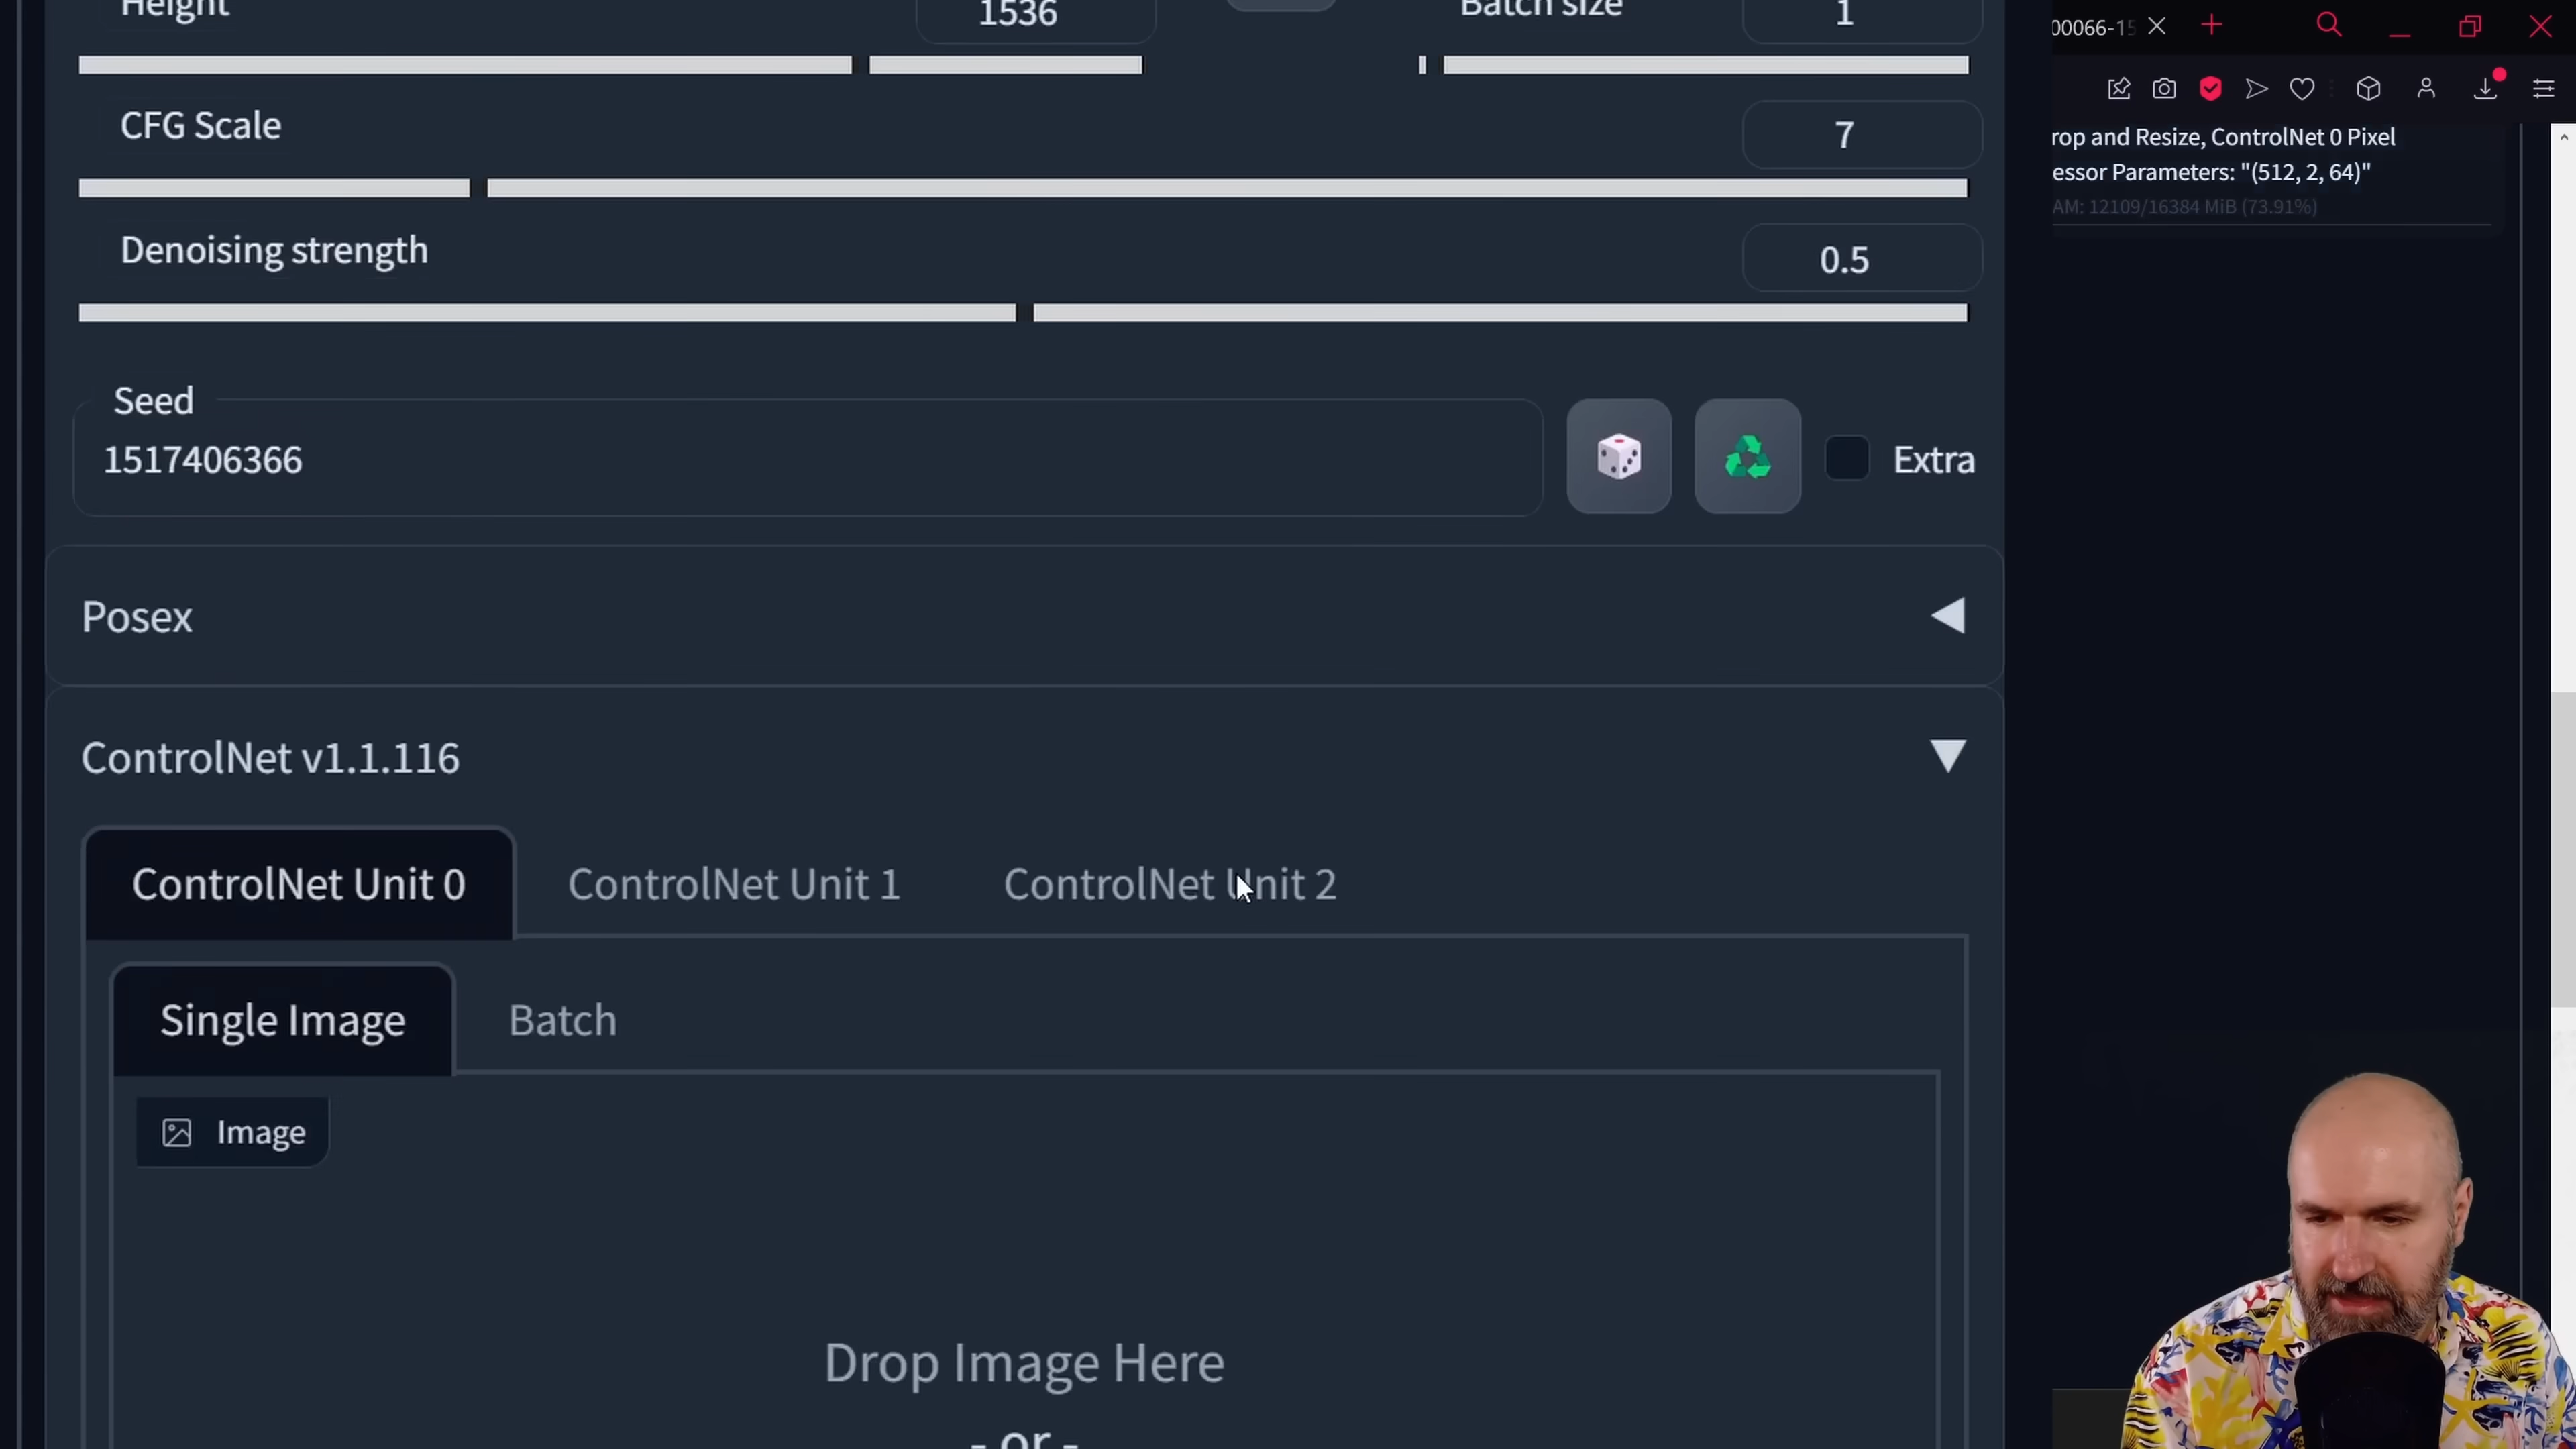 Height
1536
Batch size
1
00066-15
CFG Scale
7
rop and Resize, ControlNet 0 Pixel
essor Parameters: "(512, 2, 64)"
AM: 12109/16384 MiB (73.91%)
Denoising strength
0.5
Seed
1517406366
Extra
Posex
ControlNet v1.1.116
ControlNet Unit 0
ControlNet Unit 1
ControlNet Unit 2
Single Image
Batch
Image
Drop Image Here
- or -